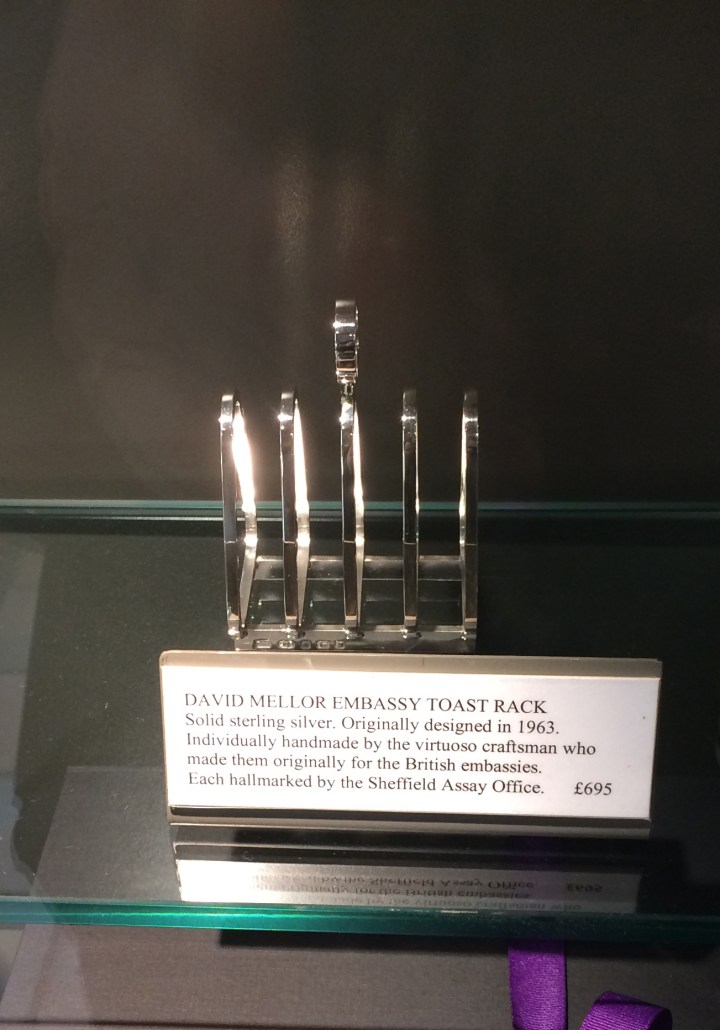 DAVID MELLOR EMBASSY TOAST RACK
Solid sterling silver. Originally designed in 1963.
Individually handmade by the virtuoso craftsman who
made them originally for the British embassies.
Each hallmarked by the Sheffield Assay Office. £695